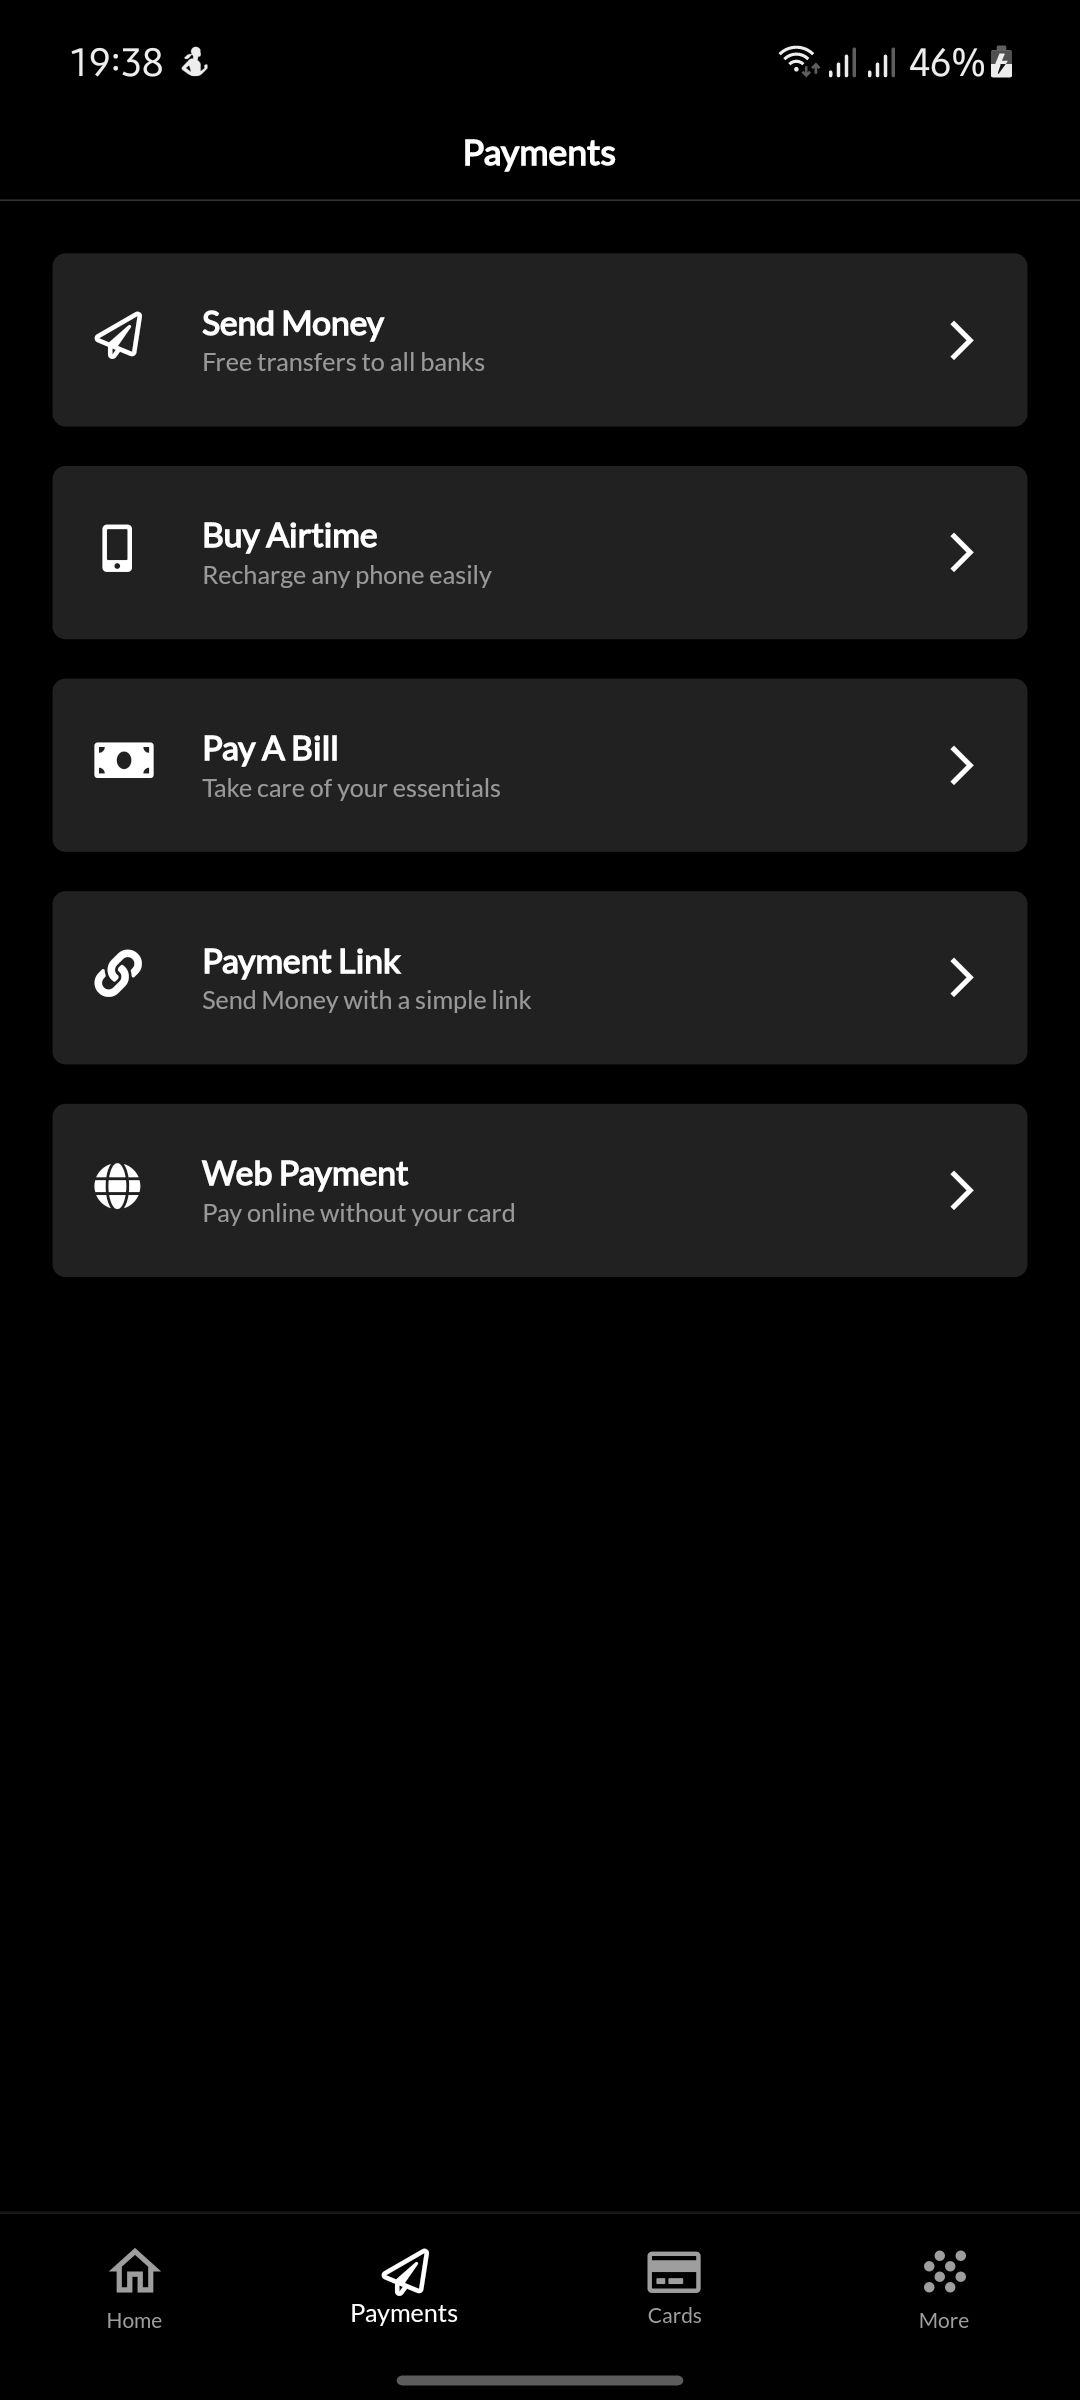 19:38
46%
Payments
Send Money
Free transfers to all banks
Buy Airtime
Recharge any phone easily
Pay A Bill
Take care of your essentials
Payment Link
Send Money with a simple link
Web Payment
Pay online without your card
Home
Payments
Cards
More